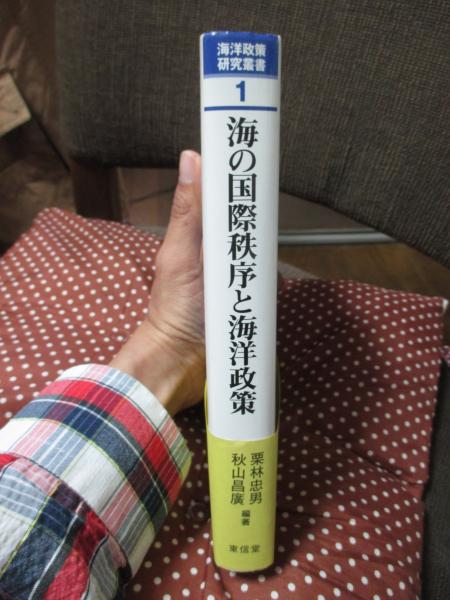 海洋政策
研究叢書
1
海の国際秩序と海洋政策
栗林忠男
秋山昌廣
編著
東信堂